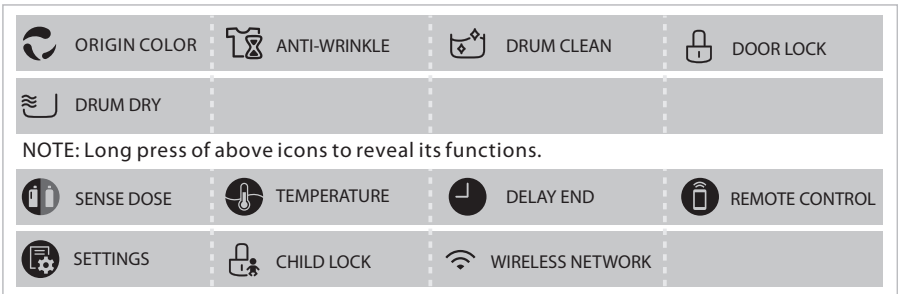 ORIGIN COLOR ANTI-WRINKLE DRUM CLEAN DOOR LOCK
DRUM DRY
NOTE: Long press of above icons to reveal its functions.
SENSE DOSE TEMPERATURE DELAY END REMOTE CONTROL
SETTINGS CHILD LOCK WIRELESS NETWORK